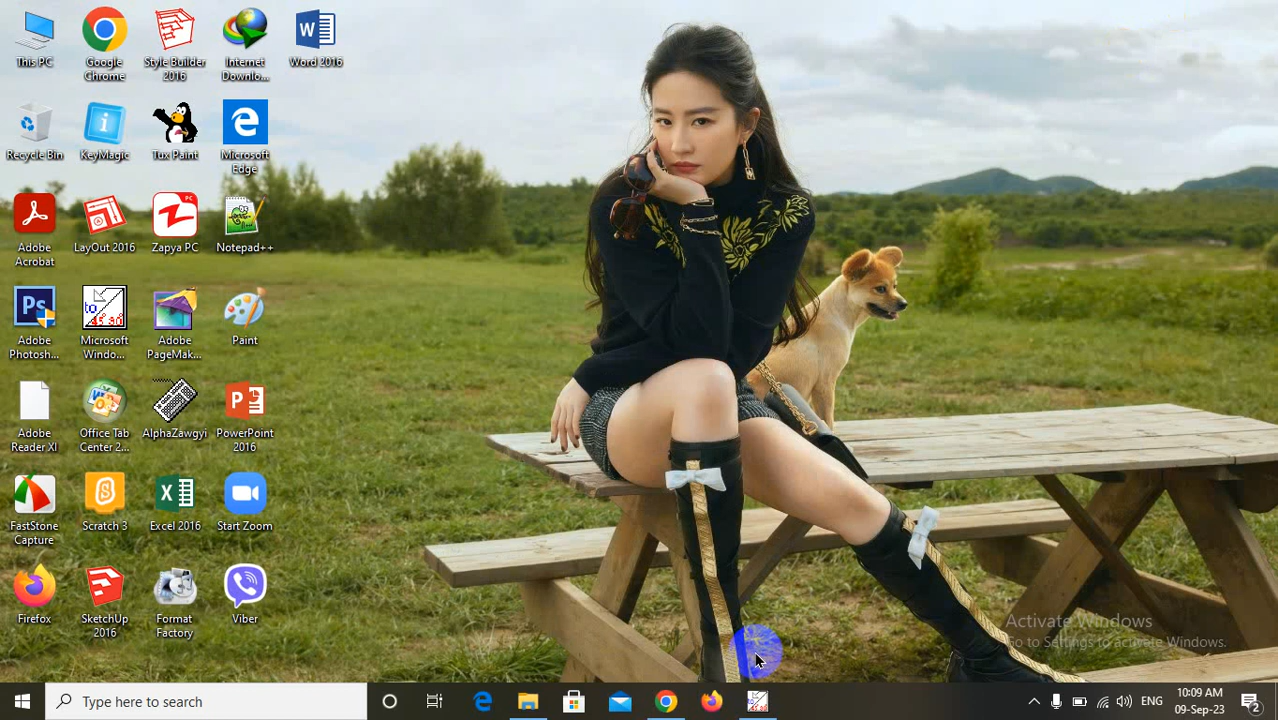 This PC
Google
Chrome
Style Builder
2016
Internet
Downlo...
Word 2016
Recycle Bin
KeyMagic
Tux Paint
Microsoft
Edge
Adobe
Acrobat
LayOut 2016
Zapya PC
Notepad++
Adobe
Photosh...
Microsoft
Windo...
Adobe
PageMak...
Paint
Adobe
Reader XI
Office Tab
Center 2...
AlphaZawgyi
PowerPoint
2016
FastStone
Capture
Scratch 3
Excel 2016
Start Zoom
Firefox
SketchUp
2016
Format
Factory
Viber
Activate Windows
Go to Settings to activate Windows.
Type here to search
ENG
10:09 AM
09-Sep-23
2